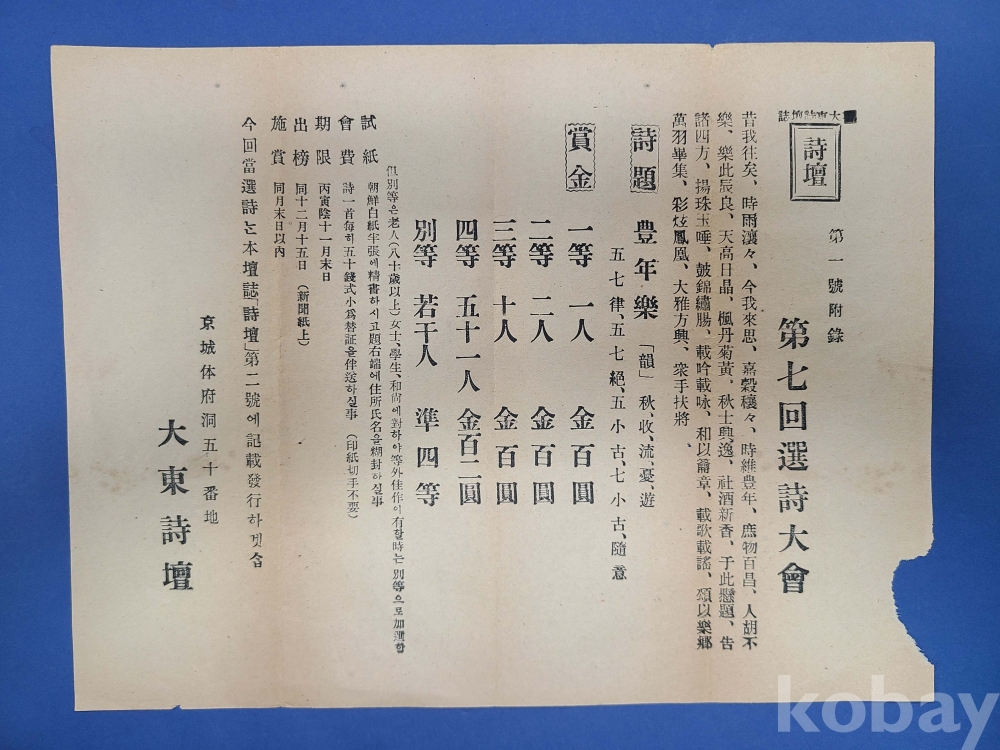 大東詩壇誌
詩壇
第一號附錄
第七回選詩大會
昔我往矣、時雨瀼々、今我來思、嘉穀穰々、時維豊年、庶物百昌、人胡不
樂、樂此辰良、天高日晶、楓丹菊黃、秋士興逸、社酒新香、于此懸題、告
諸四方、揚珠玉唾、皷錦繡腸、載吟載咏、和以籥章、載歌載謠、頌以樂鄉
萬羽畢集、彩炫鳳凰、大雅方興、衆手扶將
詩題 豊年樂 「韻」 秋、收、流、憂、遊
五七律、五七絕、五小古、七小古、隨意
賞金 一等 一人 金百圓
二等 二人 金百圓
三等 十人 金百圓
四等 五十一人 金百二圓
別等 若干人 準四等
但別等은老人(八十歲以上)女士、學生、和尙에對하야等外佳作이有할時는別等으로加選함
試紙 朝鮮白紙半張에精書하시고題右端에住所氏名을糊封하실事
會費 詩一首每히五十錢式小爲替証을伴送하실事 (印紙切手不要)
期限 丙寅陰十一月末日
出榜 同十二月十五日 (新聞紙上)
施賞 同月末日以內
今回當選詩는本壇誌「詩壇」第二號에記載發行하겟슴
京城体府洞五十番地
大東詩壇
kobay